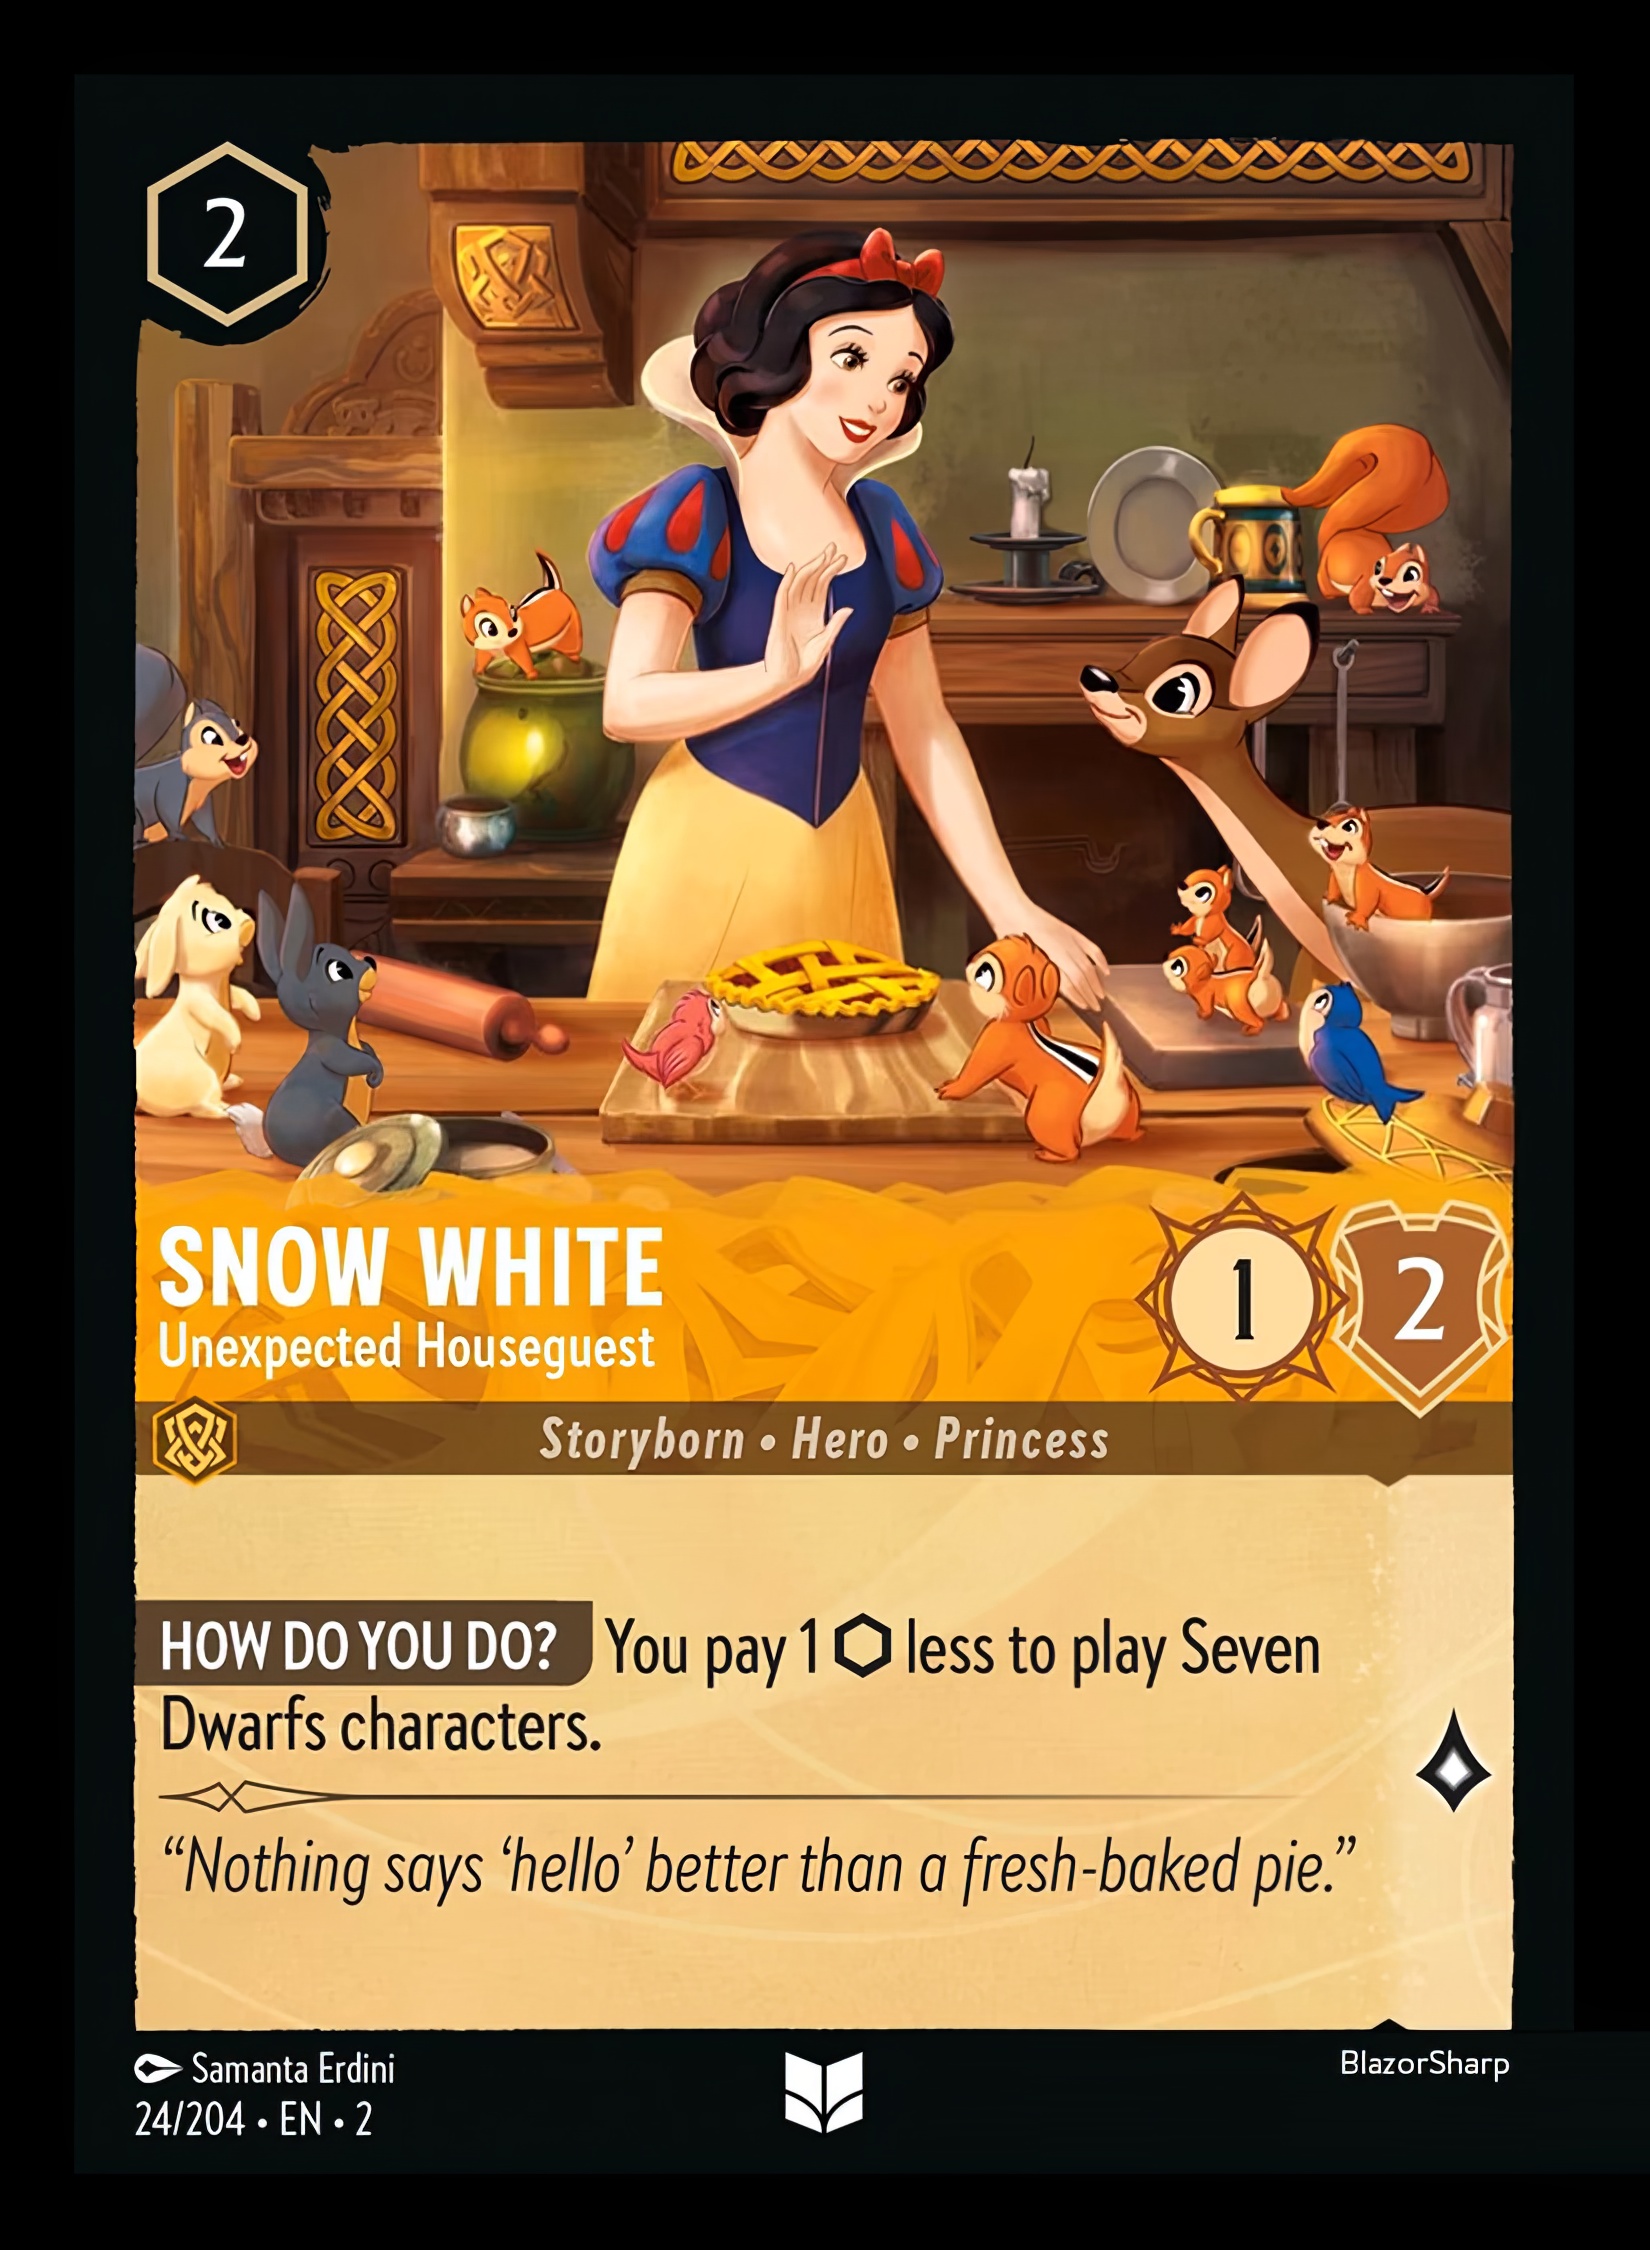 2
SNOW WHITE
Unexpected Houseguest
1
2
Storyborn • Hero • Princess
HOW DO YOU DO? You pay 1 ⬡ less to play Seven
Dwarfs characters.
“Nothing says ‘hello’ better than a fresh-baked pie.”
Samanta Erdini
24/204 • EN • 2
BlazorSharp